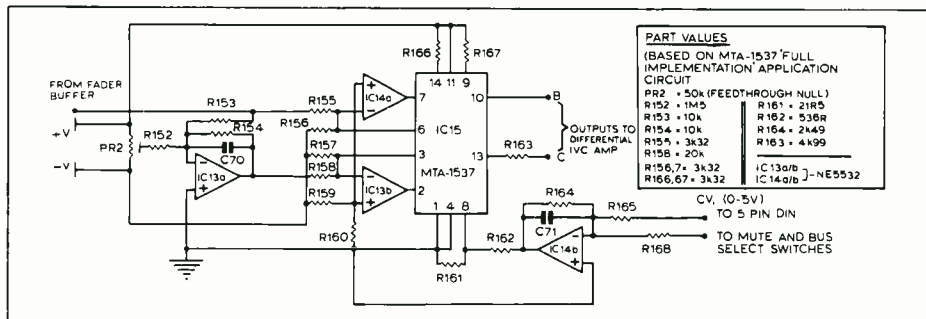 R166
R167
14 11 9
FROM FADER
BUFFER
+V
-V
PR2
R152
R153
R154
C70
IC13a
R155
R156
R157
R158
R159
R160
IC14a
IC13b
7
6
3
2
IC15
MTA-1537
10
13
1 4 8
B
C
OUTPUTS TO
DIFFERENTIAL
IVC AMP
R163
R161
R162
R164
C71
IC14b
R165
R168
CV, (0-5V)
TO 5 PIN DIN
TO MUTE AND BUS
SELECT SWITCHES
PART VALUES
(BASED ON MTA-1537 'FULL
IMPLEMENTATION' APPLICATION
CIRCUIT
PR2 = 50k (FEEDTHROUGH NULL)
R152 = 1M5 R161 = 21R5
R153 = 10k R162 = 536R
R154 = 10k R164 = 2k49
R155 = 3k32 R163 = 4k99
R158 = 20k
R156,7 = 3k32 IC13a/b
R166,67 = 3k32 IC14a/b -NE5532